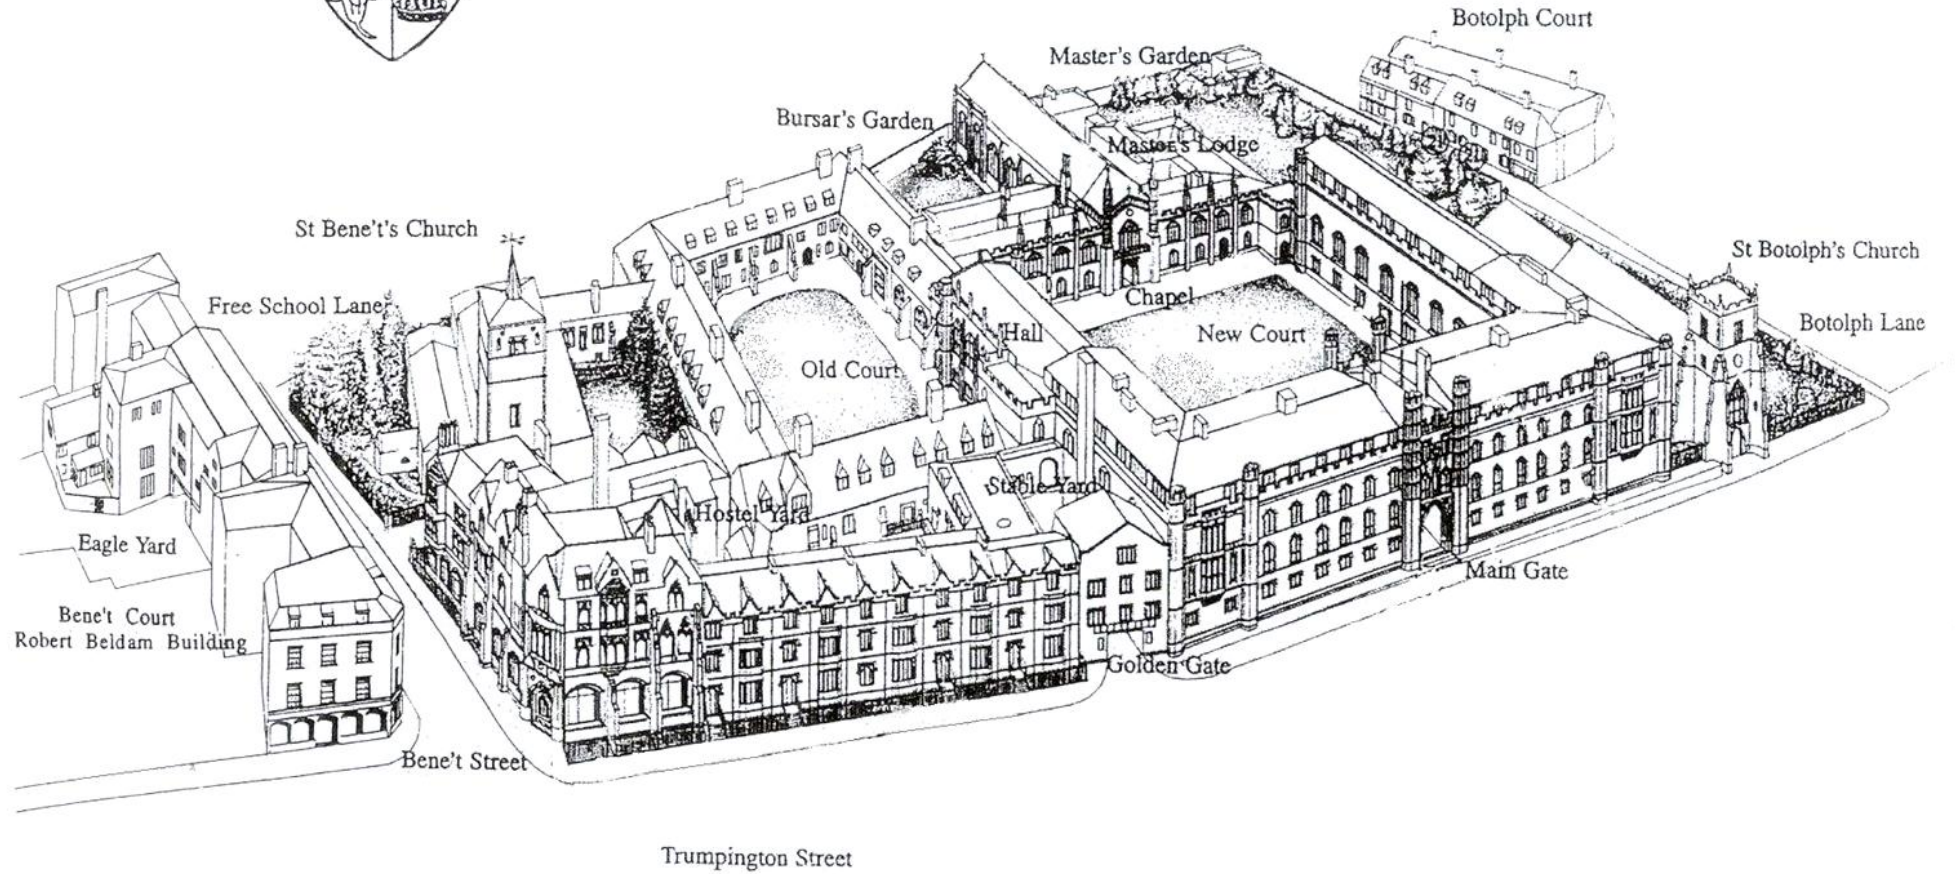 Botolph Court
Master's Garden
Bursar's Garden
Master's Lodge
St Bene't's Church
St Botolph's Church
Free School Lane
Chapel
Botolph Lane
Hall
New Court
Old Court
Stable Yard
Hostel Yard
Eagle Yard
Main Gate
Bene't Court
Robert Beldam Building
Golden Gate
Bene't Street
Trumpington Street